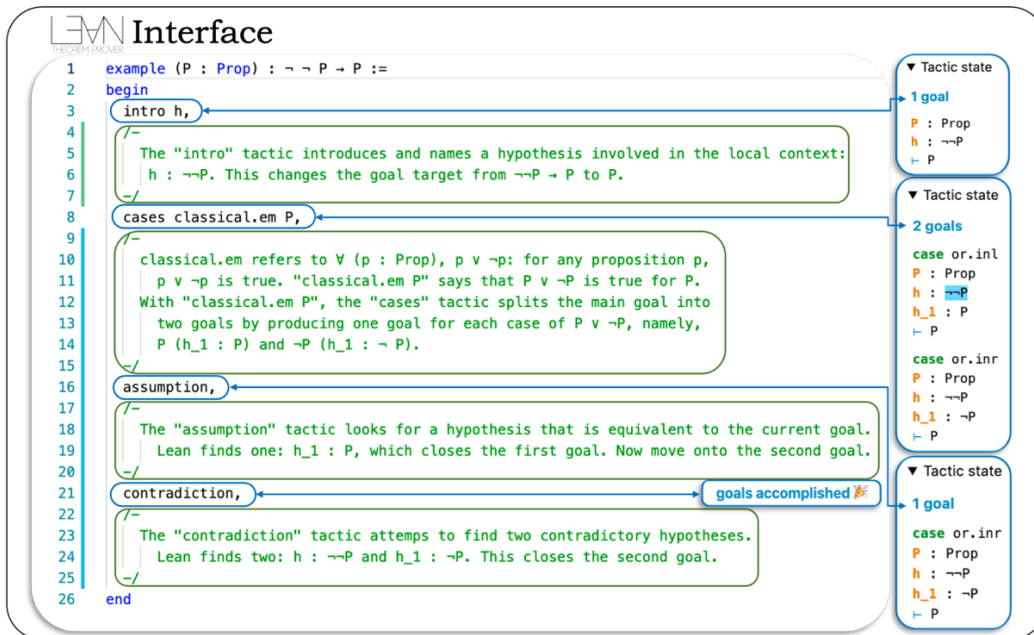 L∃∀N Interface
THEOREM PROVER
1 example (P : Prop) : ¬ ¬ P → P :=
2 begin
3 intro h,
4 /-
5 The "intro" tactic introduces and names a hypothesis involved in the local context:
6 h : ¬¬P. This changes the goal target from ¬¬P → P to P.
7 -/
8 cases classical.em P,
9 /-
10 classical.em refers to ∀ (p : Prop), p ∨ ¬p: for any proposition p,
11 p ∨ ¬p is true. "classical.em P" says that P ∨ ¬P is true for P.
12 With "classical.em P", the "cases" tactic splits the main goal into
13 two goals by producing one goal for each case of P ∨ ¬P, namely,
14 P (h_1 : P) and ¬P (h_1 : ¬ P).
15 -/
16 assumption,
17 /-
18 The "assumption" tactic looks for a hypothesis that is equivalent to the current goal.
19 Lean finds one: h_1 : P, which closes the first goal. Now move onto the second goal.
20 -/
21 contradiction,
goals accomplished 🎉
22 /-
23 The "contradiction" tactic attemps to find two contradictory hypotheses.
24 Lean finds two: h : ¬¬P and h_1 : ¬P. This closes the second goal.
25 -/
26 end
▼ Tactic state
1 goal
P : Prop
h : ¬¬P
⊢ P
▼ Tactic state
2 goals
case or.inl
P : Prop
h : ¬¬P
h_1 : P
⊢ P
case or.inr
P : Prop
h : ¬¬P
h_1 : ¬P
⊢ P
▼ Tactic state
1 goal
case or.inr
P : Prop
h : ¬¬P
h_1 : ¬P
⊢ P